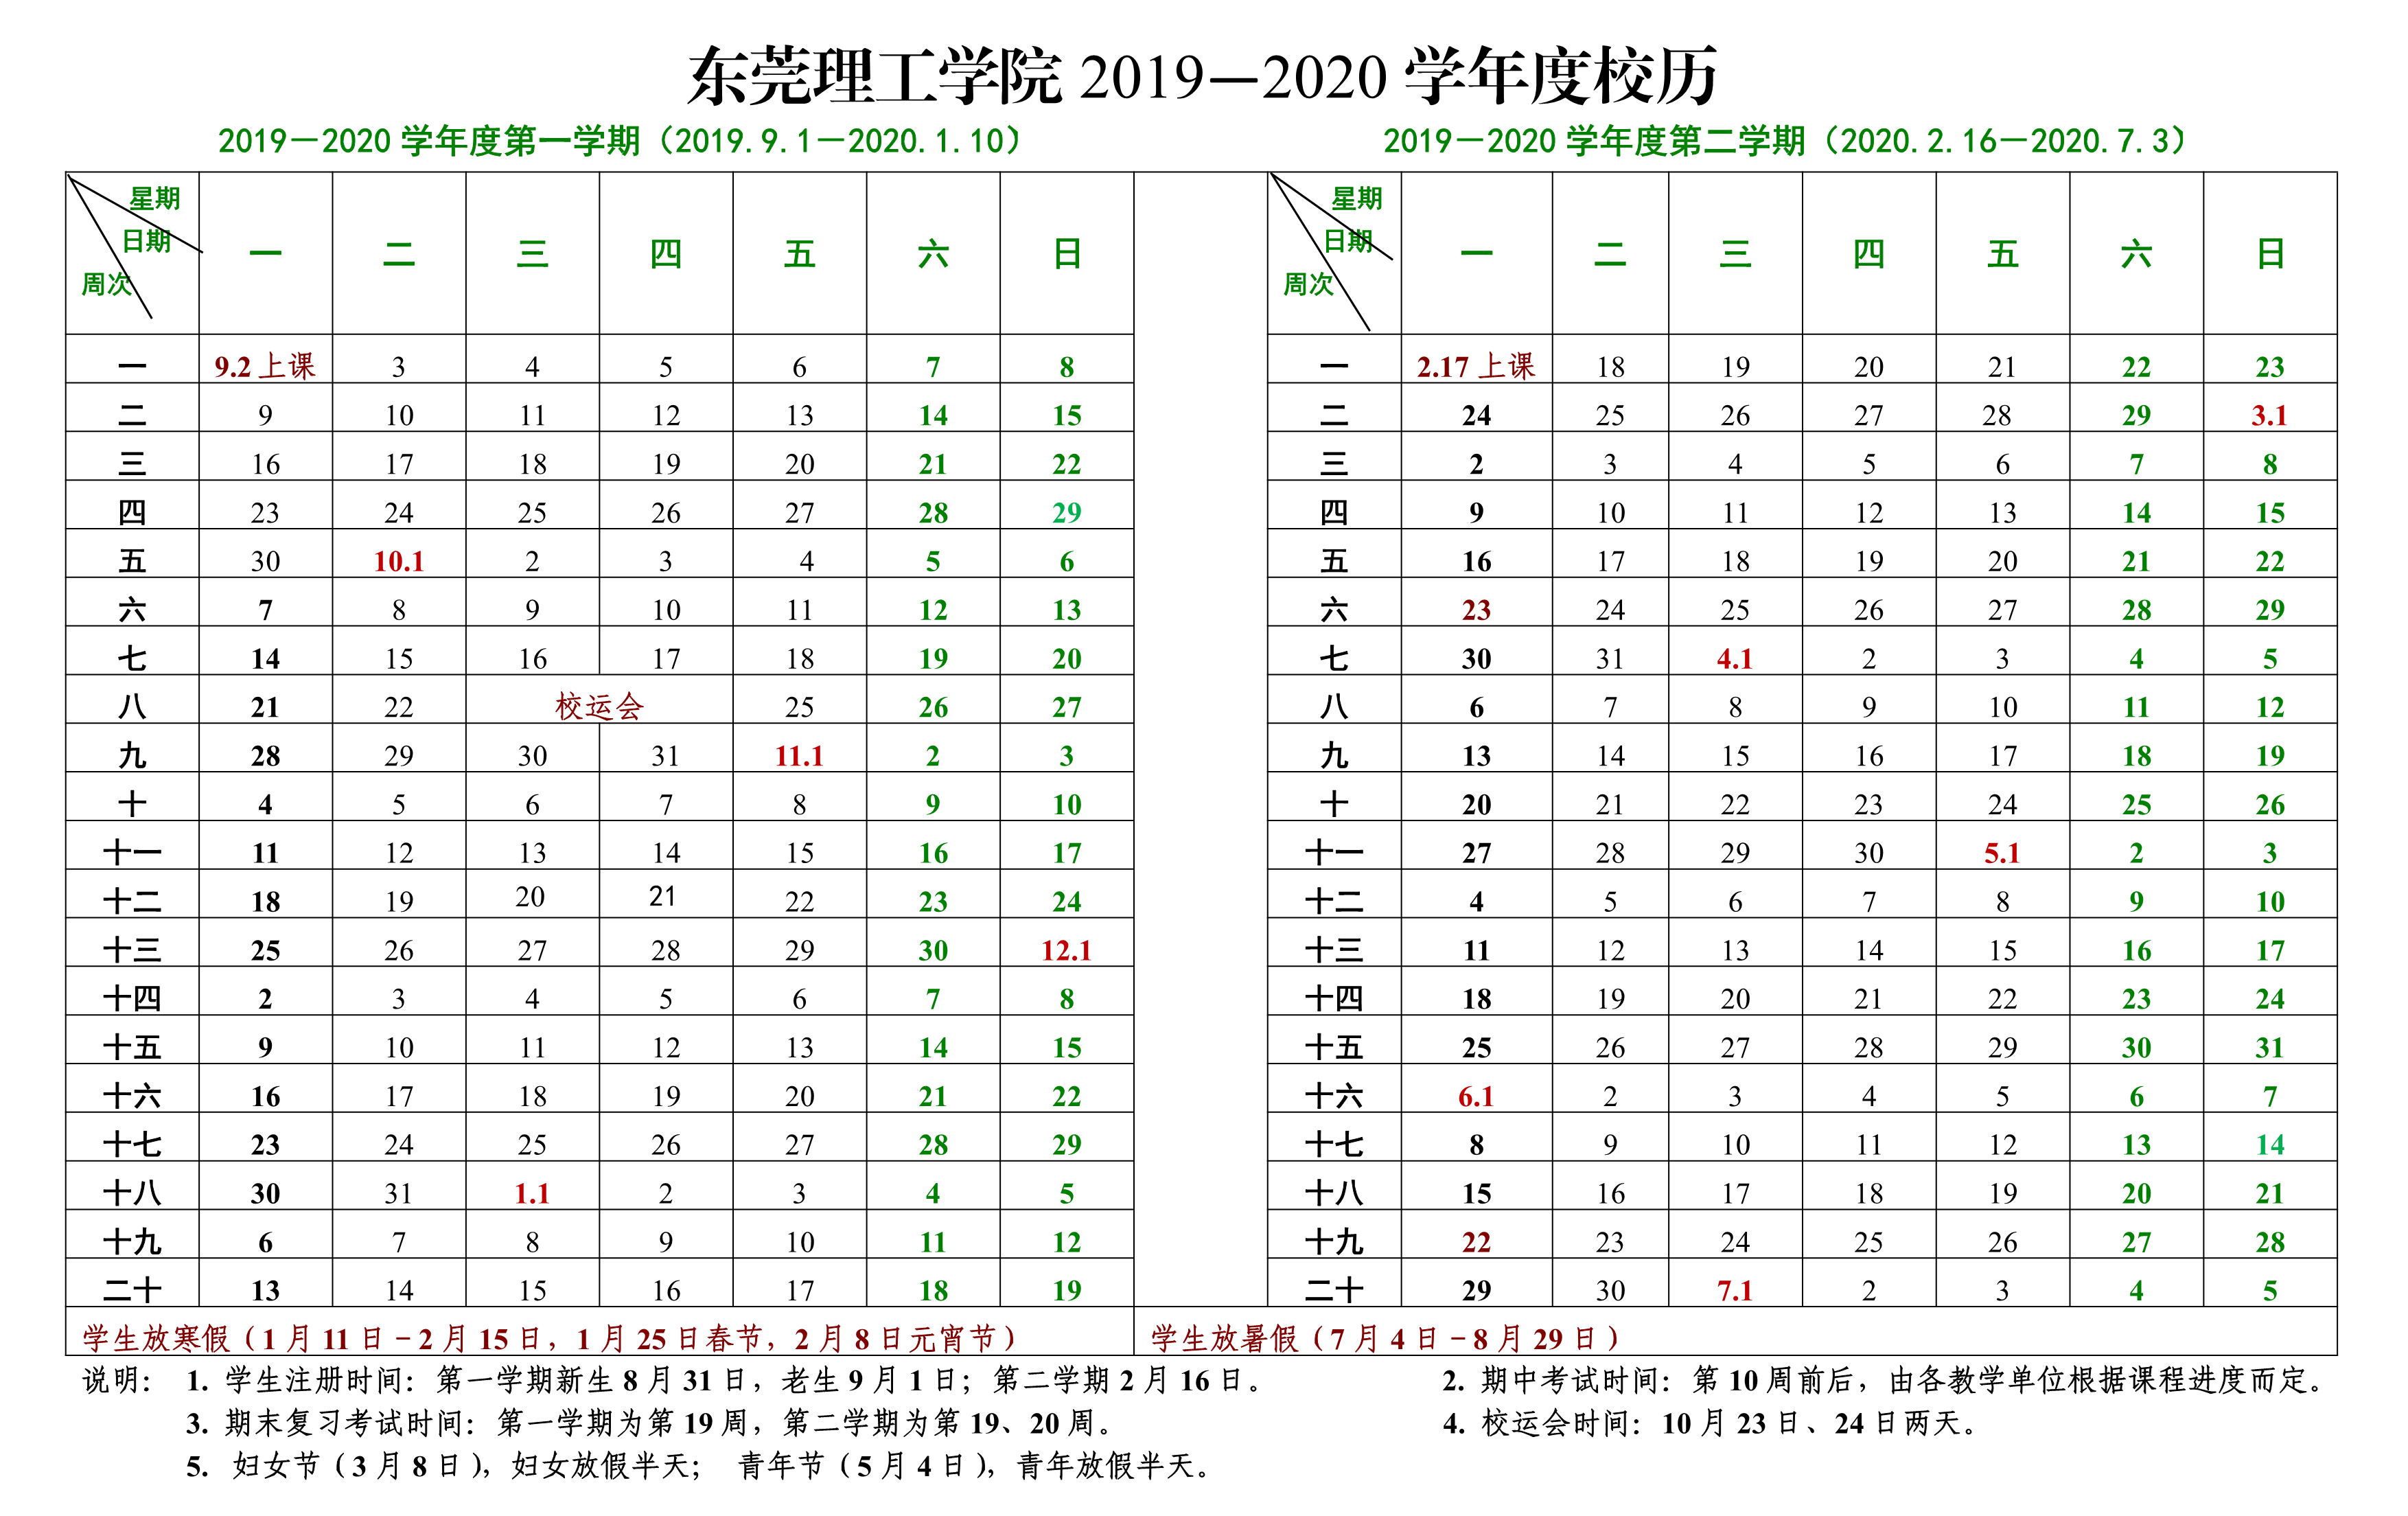 东莞理工学院 2019—2020 学年度校历
2019－2020 学年度第一学期（2019.9.1－2020.1.10）
2019－2020 学年度第二学期（2020.2.16－2020.7.3）
星期 日期 周次 一 二 三 四 五 六 日 星期 日期 周次 一 二 三 四 五 六 日
一 9.2 上课 3 4 5 6 7 8 一 2.17 上课 18 19 20 21 22 23
二 9 10 11 12 13 14 15 二 24 25 26 27 28 29 3.1
三 16 17 18 19 20 21 22 三 2 3 4 5 6 7 8
四 23 24 25 26 27 28 29 四 9 10 11 12 13 14 15
五 30 10.1 2 3 4 5 6 五 16 17 18 19 20 21 22
六 7 8 9 10 11 12 13 六 23 24 25 26 27 28 29
七 14 15 16 17 18 19 20 七 30 31 4.1 2 3 4 5
八 21 22 校运会 25 26 27 八 6 7 8 9 10 11 12
九 28 29 30 31 11.1 2 3 九 13 14 15 16 17 18 19
十 4 5 6 7 8 9 10 十 20 21 22 23 24 25 26
十一 11 12 13 14 15 16 17 十一 27 28 29 30 5.1 2 3
十二 18 19 20 21 22 23 24 十二 4 5 6 7 8 9 10
十三 25 26 27 28 29 30 12.1 十三 11 12 13 14 15 16 17
十四 2 3 4 5 6 7 8 十四 18 19 20 21 22 23 24
十五 9 10 11 12 13 14 15 十五 25 26 27 28 29 30 31
十六 16 17 18 19 20 21 22 十六 6.1 2 3 4 5 6 7
十七 23 24 25 26 27 28 29 十七 8 9 10 11 12 13 14
十八 30 31 1.1 2 3 4 5 十八 15 16 17 18 19 20 21
十九 6 7 8 9 10 11 12 十九 22 23 24 25 26 27 28
二十 13 14 15 16 17 18 19 二十 29 30 7.1 2 3 4 5
学生放寒假（1 月 11 日－2 月 15 日，1 月 25 日春节，2 月 8 日元宵节） 学生放暑假（7 月 4 日－8 月 29 日）
说明： 1. 学生注册时间：第一学期新生 8 月 31 日，老生 9 月 1 日；第二学期 2 月 16 日。 2. 期中考试时间：第 10 周前后，由各教学单位根据课程进度而定。
3. 期末复习考试时间：第一学期为第 19 周，第二学期为第 19、20 周。 4. 校运会时间：10 月 23 日、24 日两天。
5. 妇女节（3 月 8 日），妇女放假半天； 青年节（5 月 4 日），青年放假半天。